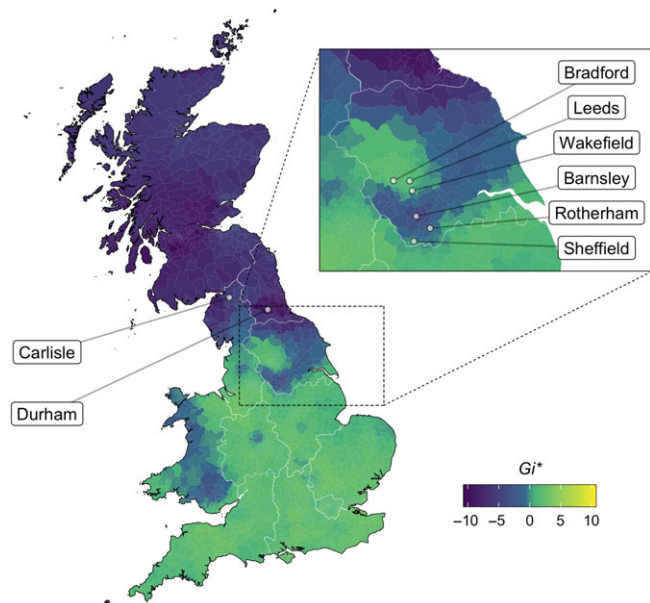 Bradford
Leeds
Wakefield
Barnsley
Rotherham
Sheffield
Carlisle
Durham
Gi*
−10 −5 0 5 10